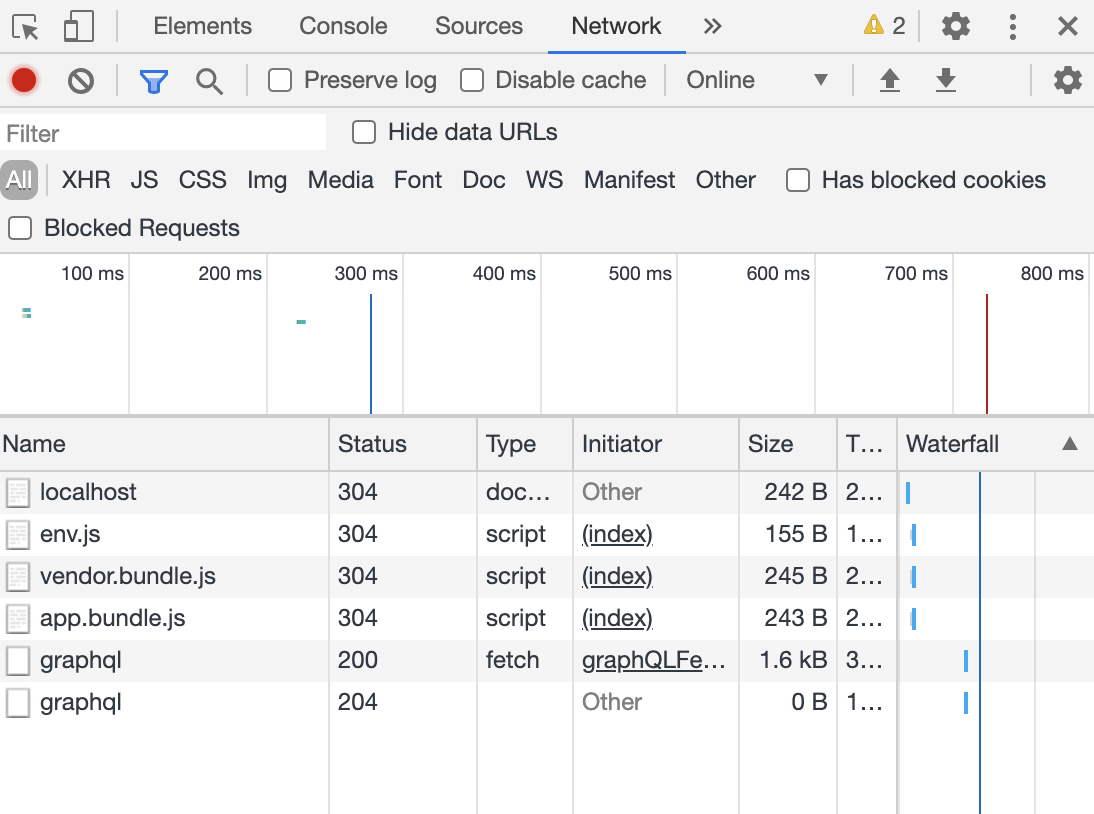 Elements Console Sources Network 2
Preserve log Disable cache Online
Filter Hide data URLs
All XHR JS CSS Img Media Font Doc WS Manifest Other Has blocked cookies
Blocked Requests
100 ms 200 ms 300 ms 400 ms 500 ms 600 ms 700 ms 800 ms
Name Status Type Initiator Size T... Waterfall
localhost 304 doc... Other 242 B 2...
env.js 304 script (index) 155 B 1...
vendor.bundle.js 304 script (index) 245 B 2...
app.bundle.js 304 script (index) 243 B 2...
graphql 200 fetch graphQLFe... 1.6 kB 3...
graphql 204 Other 0 B 1...